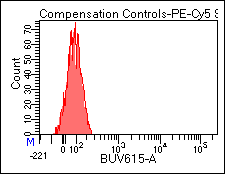 Compensation Controls-PE-Cy5
Count
0 10 20 30 40 50 60 70
M
-221 0 10² 10³ 10⁴ 10⁵
BUV615-A